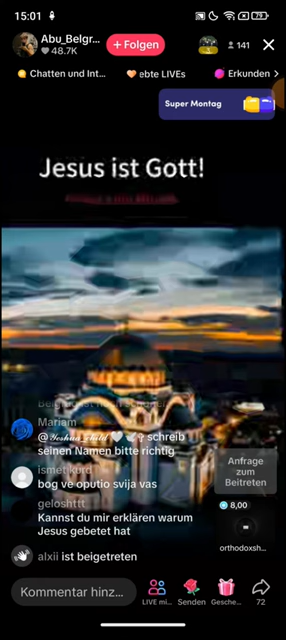 15:01
79
Abu_Belgr...
+ Folgen
48.7K
141
Chatten und Int...
ebte LIVEs
Erkunden >
Super Montag
Jesus ist Gott!
Mariam
schreib
seinen Namen bitte richtig
ismetkurd
bog ve oputio svija vas
geloshttt
Kannst du mir erklären warum
Jesus gebetet hat
alxii ist beigetreten
Anfrage
zum
Beitreten
8,00
orthodoxsh...
Kommentar hinz...
LIVE mi...
Senden
Gesche...
72